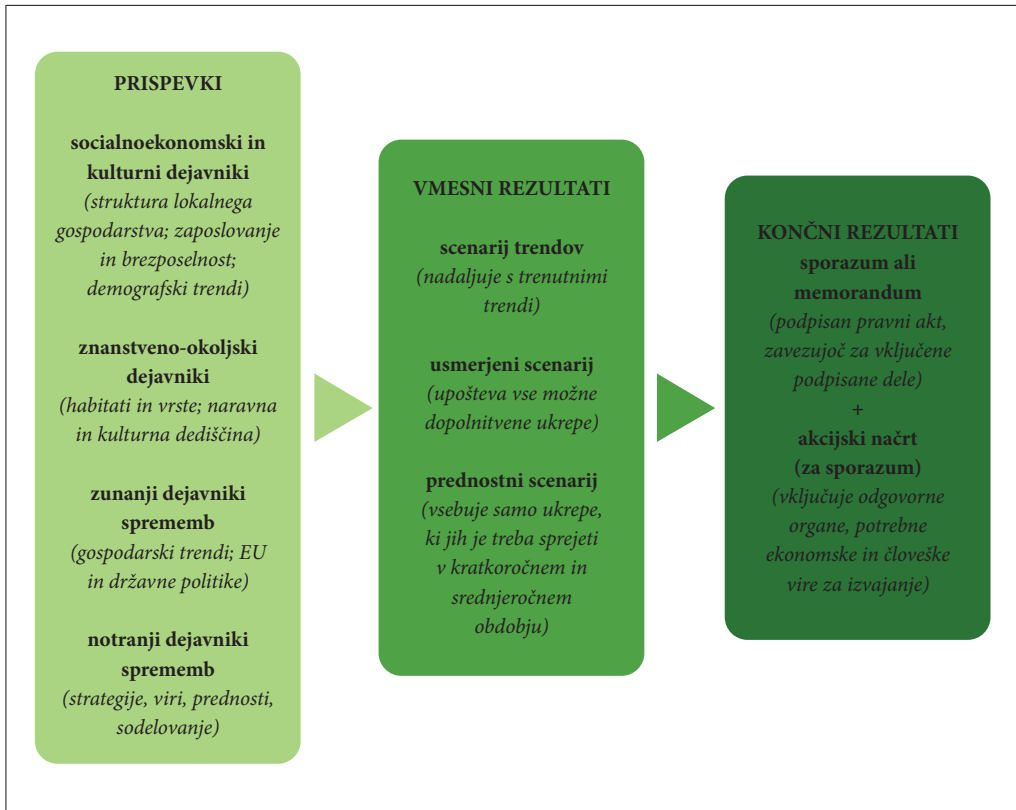 PRISPEVKI
socialnoekonomski in
kulturni dejavniki
(struktura lokalnega
gospodarstva; zaposlovanje
in brezposelnost;
demografski trendi)
znanstveno-okoljski
dejavniki
(habitati in vrste; naravna
in kulturna dediščina)
zunanji dejavniki
sprememb
(gospodarski trendi; EU
in državne politike)
notranji dejavniki
sprememb
(strategije, viri, prednosti,
sodelovanje)
VMESNI REZULTATI
scenarij trendov
(nadaljuje s trenutnimi
trendi)
usmerjeni scenarij
(upošteva vse možne
dopolnitvene ukrepe)
prednostni scenarij
(vsebuje samo ukrepe,
ki jih je treba sprejeti
v kratkoročnem in
srednjeročnem
obdobju)
KONČNI REZULTATI
sporazum ali
memorandum
(podpisan pravni akt,
zavezujoč za vključene
podpisane dele)
+
akcijski načrt
(za sporazum)
(vključuje odgovorne
organe, potrebne
ekonomske in človeške
vire za izvajanje)